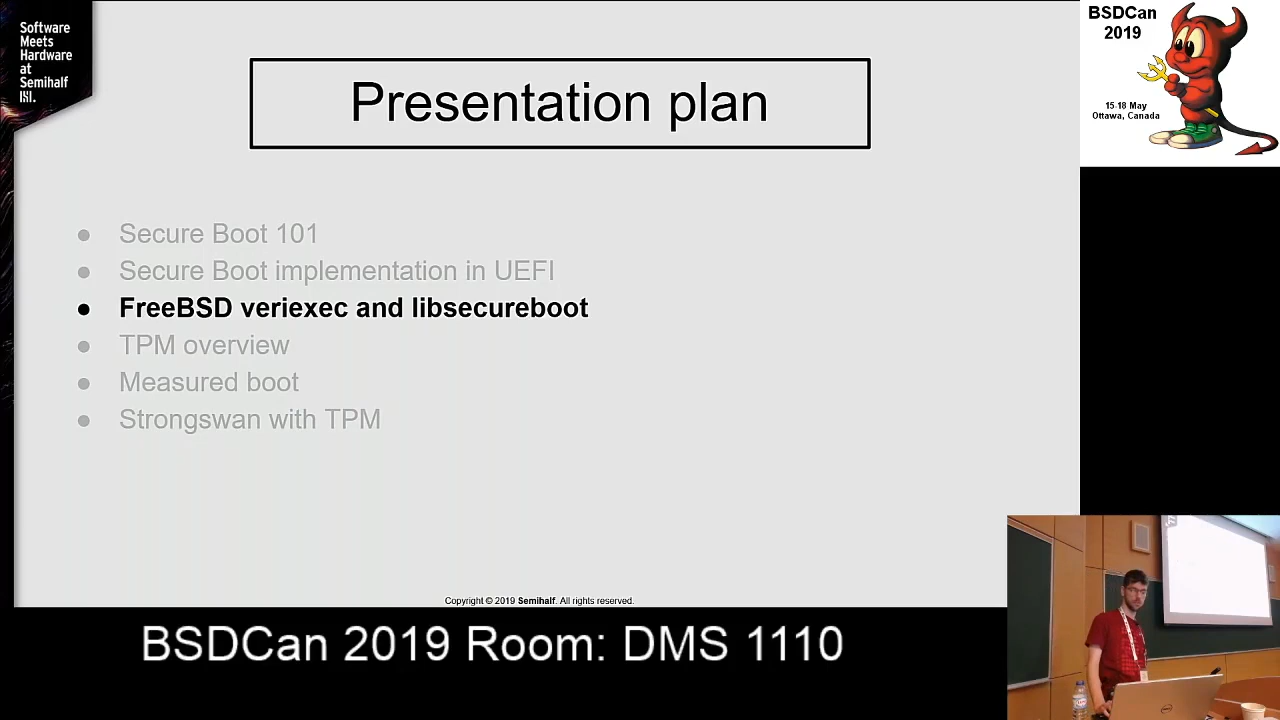 Software
Meets
Hardware
at
Semihalf
Presentation plan
BSDCan
2019
15-18 May
Ottawa, Canada
● Secure Boot 101
● Secure Boot implementation in UEFI
● FreeBSD veriexec and libsecureboot
● TPM overview
● Measured boot
● Strongswan with TPM
Copyright © 2019 Semihalf. All rights reserved.
BSDCan 2019 Room: DMS 1110